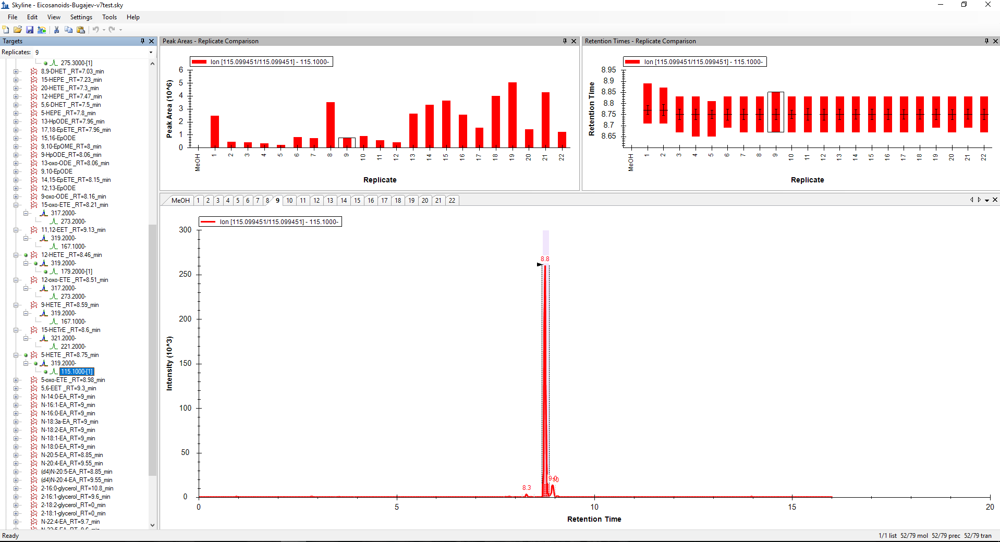 Skyline - Eicosanoids-Bugajev-v7test.sky
File Edit View Settings Tools Help
Targets
Replicates: 9
275.3000-[1]
8,9-DHET _RT=7.03_min
15-HEPE _RT=7.23_min
20-HETE _RT=7.3_min
12-HEPE _RT=7.47_min
5,6-DHET _RT=7.5_min
5-HEPE _RT=7.8_min
13-HpODE_RT=7.96_min
17,18-EpETE_RT=7.96_min
15,16-EpODE
9,10-EpOME_RT=8_min
9-HpODE_RT=8.06_min
13-oxo-ODE _RT=8.06_min
9,10-EpODE
14,15-EpETE_RT=8.15_min
12,13-EpODE
9-oxo-ODE _RT=8.16_min
15-oxo-ETE _RT=8.21_min
317.2000-
273.2000-
11,12-EET _RT=9.13_min
319.2000-
167.1000-
12-HETE _RT=8.46_min
319.2000-
179.2000-[1]
12-oxo-ETE _RT=8.51_min
317.2000-
273.2000-
9-HETE _RT=8.59_min
319.2000-
167.1000-
15-HETrE _RT=8.6_min
321.2000-
221.2000-
5-HETE _RT=8.75_min
319.2000-
115.1000-[1]
5-oxo-ETE _RT=8.98_min
5,6-EET _RT=9.3_min
N-14:0-EA_RT=9_min
N-16:1-EA_RT=9_min
N-16:0-EA_RT=9_min
N-18:3a-EA_RT=9_min
N-18:2-EA_RT=9_min
N-18:1-EA_RT=9_min
N-18:0-EA_RT=9_min
N-20:5-EA_RT=8.85_min
N-20:4-EA_RT=9.55_min
(d4)N-20:5-EA_RT=8.85_min
(d4)N-20:4-EA_RT=9.55_min
2-16:0-glycerol_RT=10.8_min
2-16:1-glycerol_RT=9.6_min
2-18:2-glycerol_RT=0_min
2-18:1-glycerol_RT=0_min
N-22:4-EA_RT=9.7_min
Peak Areas - Replicate Comparison
Ion [115.099451/115.099451] - 115.1000-
Peak Area (10^6)
6
5
4
3
2
1
0
MeOH 1 2 3 4 5 6 7 8 9 10 11 12 13 14 15 16 17 18 19 20 21 22
Replicate
Retention Times - Replicate Comparison
Ion [115.099451/115.099451] - 115.1000-
Retention Time
8.95
8.9
8.85
8.8
8.75
8.7
8.65
MeOH 1 2 3 4 5 6 7 8 9 10 11 12 13 14 15 16 17 18 19 20 21 22
Replicate
MeOH 1 2 3 4 5 6 7 8 9 10 11 12 13 14 15 16 17 18 19 20 21 22
Ion [115.099451/115.099451] - 115.1000-
Intensity (10^3)
300
250
200
150
100
50
0
8.8
8.3
9.0
0 5 10 15 20
Retention Time
Ready
1/1 list 52/79 mol 52/79 prec 52/79 tran